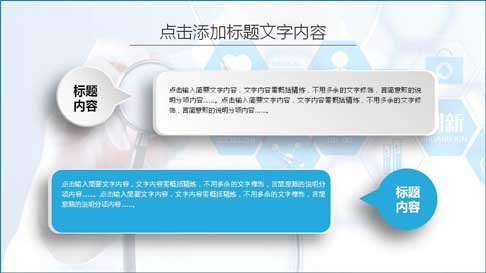 点击添加标题文字内容
标题
内容
点击输入简要文字内容，文字内容需概括精炼，不用多余的文字修饰，言简意赅的说
明分项内容……。点击输入简要文字内容，文字内容需概括精炼，不用多余的文字修
饰，言简意赅的说明分项内容……。
创新
点击输入简要文字内容，文字内容需概括精炼，不用多余的文字修饰，言简意赅的说明分
项内容……。点击输入简要文字内容，文字内容需概括精炼，不用多余的文字修饰，言简
意赅的说明分项内容……。
标题
内容